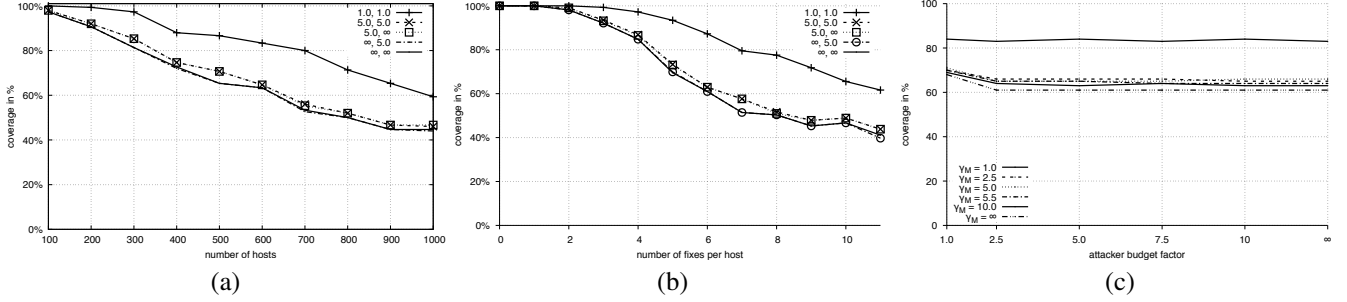 100%
80%
60%
40%
20%
0%
coverage in %
100 200 300 400 500 600 700 800 900 1000
number of hosts
1.0, 1.0
5.0, 5.0
5.0, ∞
∞, 5.0
∞, ∞
(a)
100%
80%
60%
40%
20%
0%
coverage in %
0 2 4 6 8 10
number of fixes per host
1.0, 1.0
5.0, 5.0
5.0, ∞
∞, 5.0
∞, ∞
(b)
100
80
60
40
20
0
coverage in %
1.0 2.5 5.0 7.5 10 ∞
attacker budget factor
γM = 1.0
γM = 2.5
γM = 5.0
γM = 5.5
γM = 10.0
γM = ∞
(c)